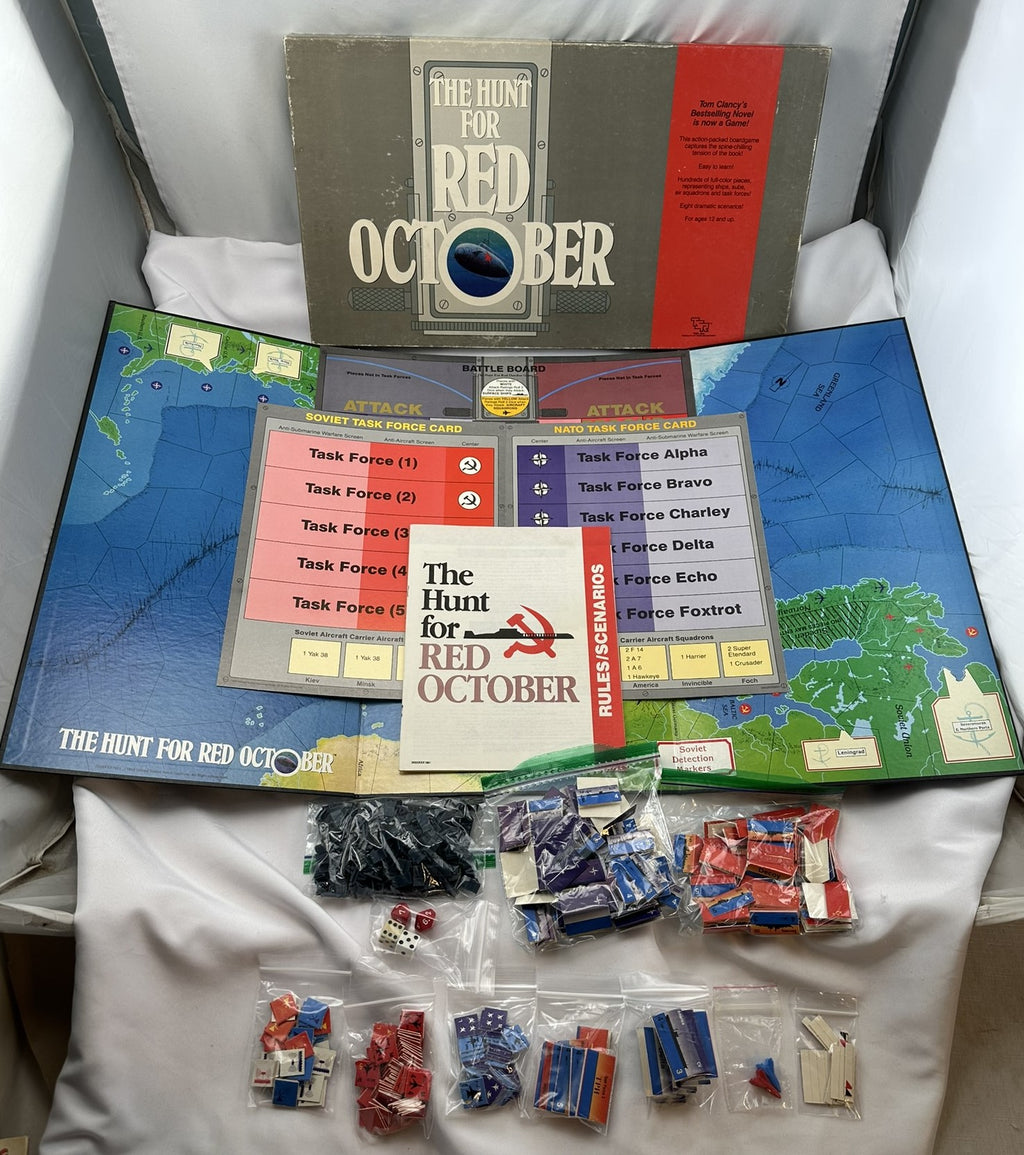 THE HUNT
FOR
RED
OCTOBER
Tom Clancy's
Bestselling Novel
is now a Game!
This action-packed boardgame
captures the spine-chilling
tension of the book!
Easy to learn!
Hundreds of full-color pieces,
representing ships, subs,
air squadrons and task forces!
Eight dramatic scenarios!
For ages 12 and up.
BATTLE BOARD
Pieces Not in Task Forces
Pieces Not in Task Forces
ATTACK
ATTACK
GREENLAND
SEA
N
SOVIET TASK FORCE CARD
Anti-Submarine Warfare Screen
Anti-Aircraft Screen
Center
Task Force (1)
Task Force (2)
Task Force (3
Task Force (4
Task Force (5
Soviet Aircraft Carrier Aircraft
1 Yak 38
1 Yak 38
Kiev
Minsk
NATO TASK FORCE CARD
Center
Anti-Aircraft Screen
Anti-Submarine Warfare Screen
Task Force Alpha
Task Force Bravo
Task Force Charley
k Force Delta
k Force Echo
k Force Foxtrot
Carrier Aircraft Squadrons
2 F 14
2 A 7
1 A 6
1 Hawkeye
1 Harrier
2 Super
Etendard
1 Crusader
America
Invincible
Foch
The
Hunt
for
RED
OCTOBER
RULES/SCENARIOS
THE HUNT FOR RED OCTOBER
Africa
Norway
Sweden
BALTIC
SEA
Soviet Union
Soviet
Detection
Markers
Leningrad
Severomorsk
& Northern Ports